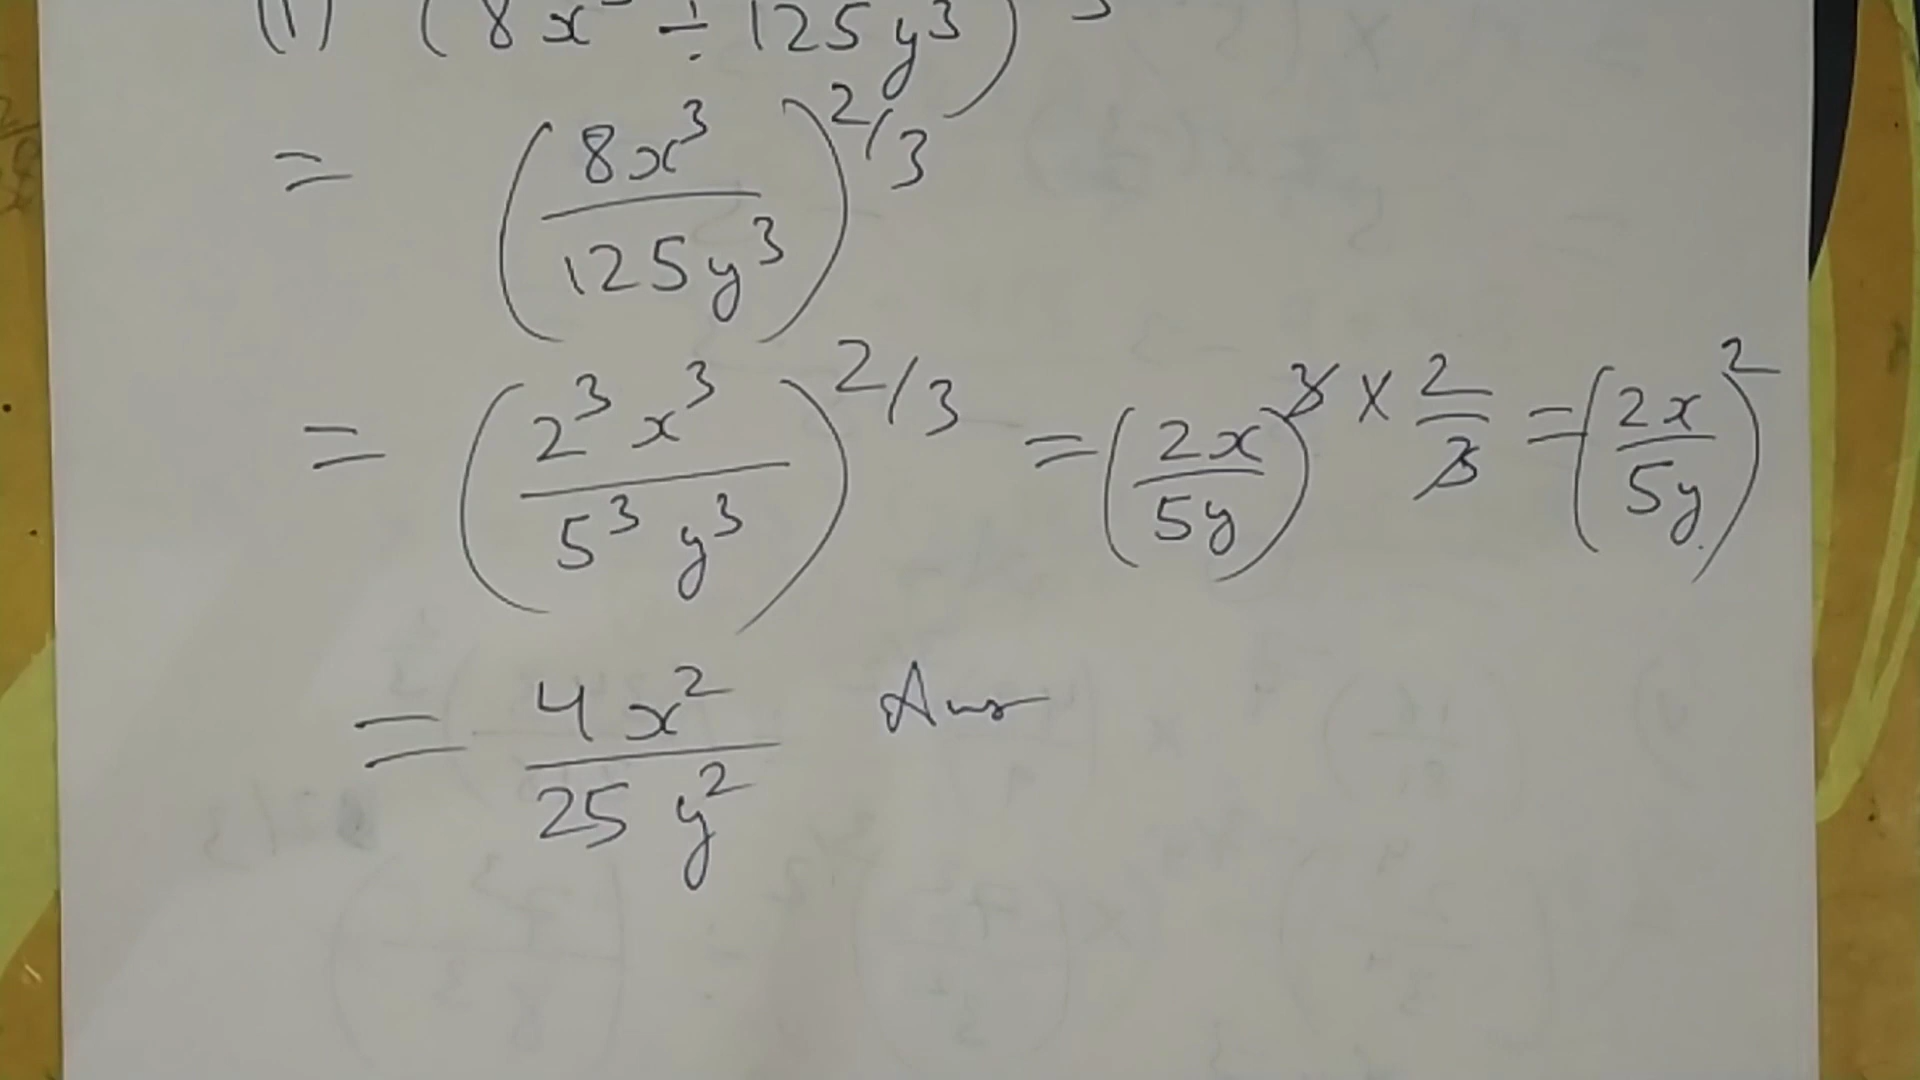 (1) (8x³ ÷ 125y³)
= (8x³/125y³)^2/3
= (2³x³/5³y³)^2/3 = (2x/5y)^3 × 2/3 = (2x/5y)²
= 4x²/25y² Ans